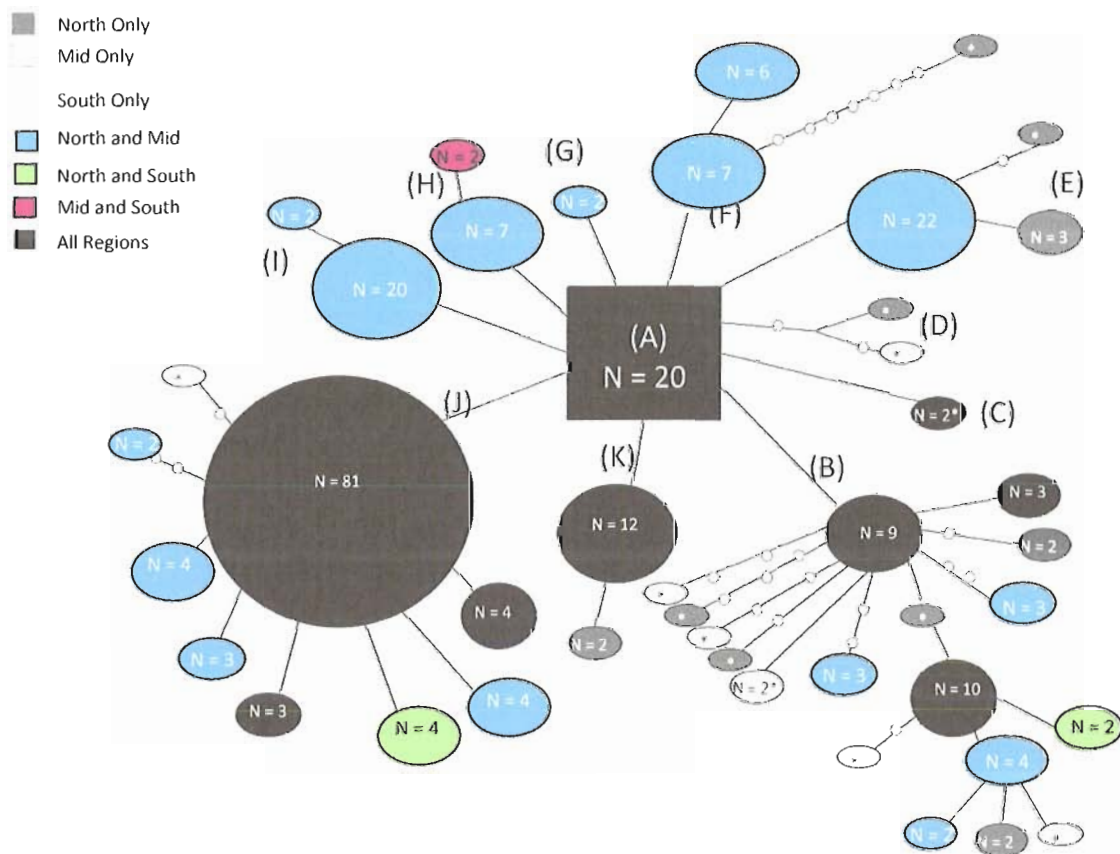 North Only
Mid Only
South Only
North and Mid
North and South
Mid and South
All Regions
N = 6
(G)
N = 2
(H)
N = 7
(F)
N = 2
N = 7
N = 2
(E)
N = 22
N = 3
(I)
N = 20
(A)
N = 20
(D)
(J)
N = 2*
(C)
N = 2
N = 81
(K)
(B)
N = 3
N = 12
N = 9
N = 2
N = 4
N = 3
N = 4
N = 2
N = 3
N = 2*
N = 3
N = 10
N = 3
N = 4
N = 4
N = 2
N = 4
N = 2
N = 2